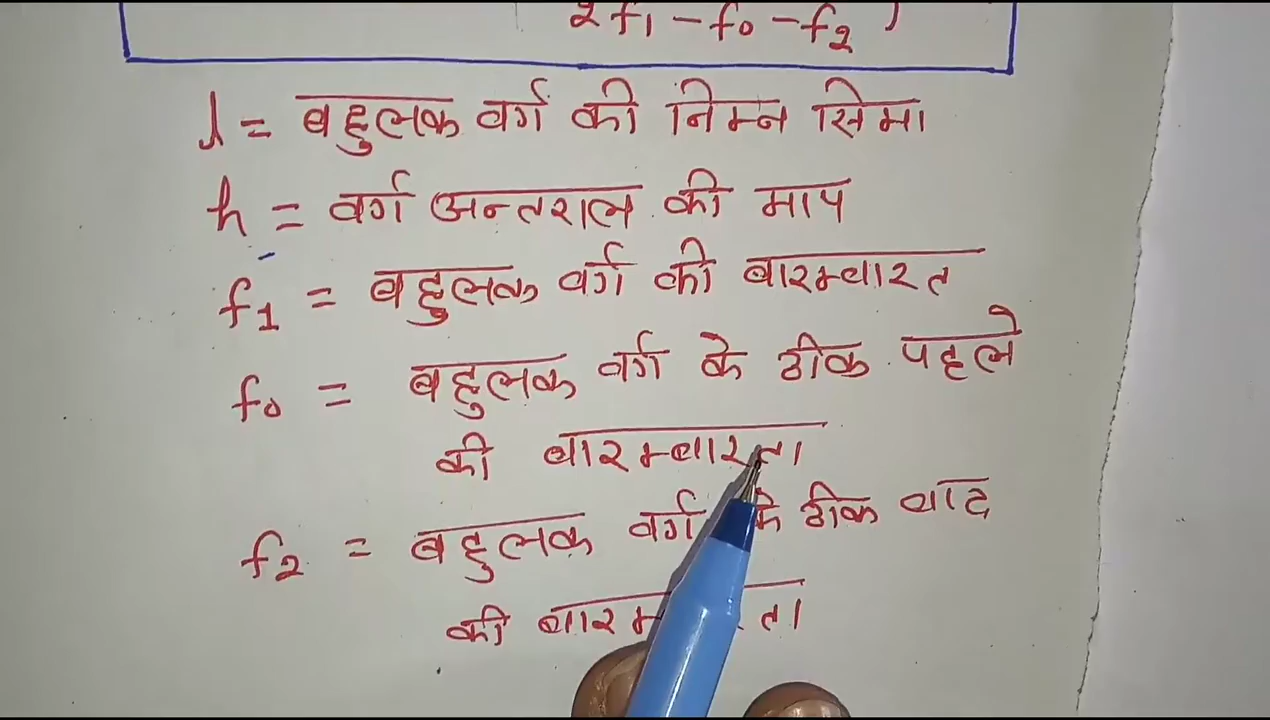 2f₁ - f₀ - f₂ )
l = बहुलक वर्ग की निम्न सिमा
h = वर्ग अन्तराल की माप
f₁ = बहुलक वर्ग की बारम्बारत
f₀ = बहुलक वर्ग के ठीक पहले
की बारम्बारता
f₂ = बहुलक वर्ग के ठीक बाद
की